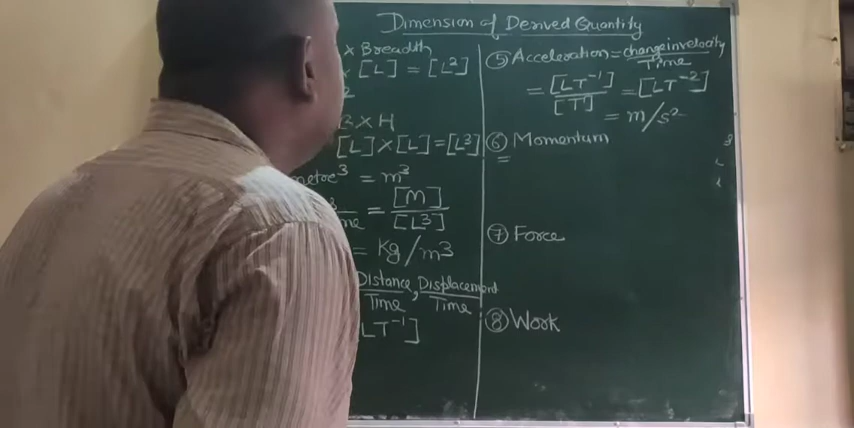 Dimension of Derived Quantity
× Breadth
× [L] = [L²]
B × H
[L] × [L] = [L³]
metre³ = m³
= [M] / [L³]
= Kg/m3
Distance / Time , Displacement / Time
LT⁻¹]
⑤ Acceleration = change in velocity / Time
= [LT⁻¹] / [T] = [LT⁻²]
= m/s²
⑥ Momentum
=
⑦ Force
⑧ Work